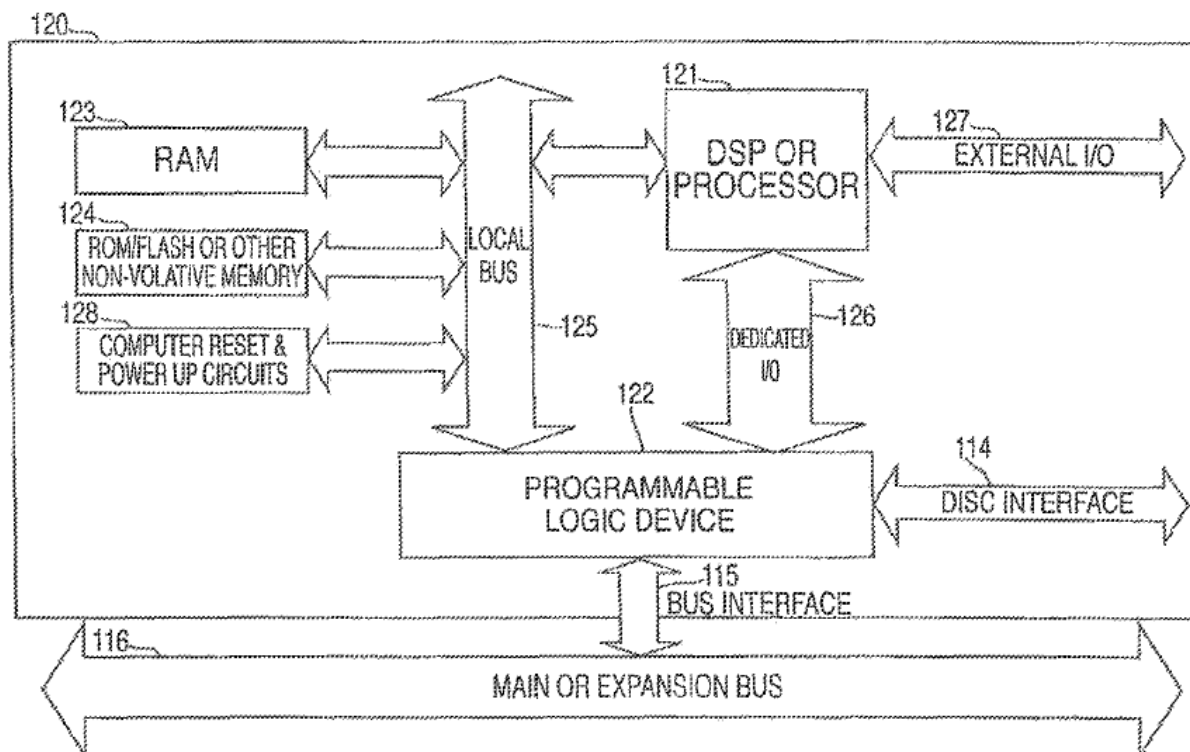 120
121
123
RAM
DSP OR
PROCESSOR
127
EXTERNAL I/O
124
ROM/FLASH OR OTHER
NON-VOLATIVE MEMORY
LOCAL
BUS
128
COMPUTER RESET &
POWER UP CIRCUITS
125
126
DEDICATED
I/O
122
PROGRAMMABLE
LOGIC DEVICE
114
DISC INTERFACE
115
BUS INTERFACE
116
MAIN OR EXPANSION BUS